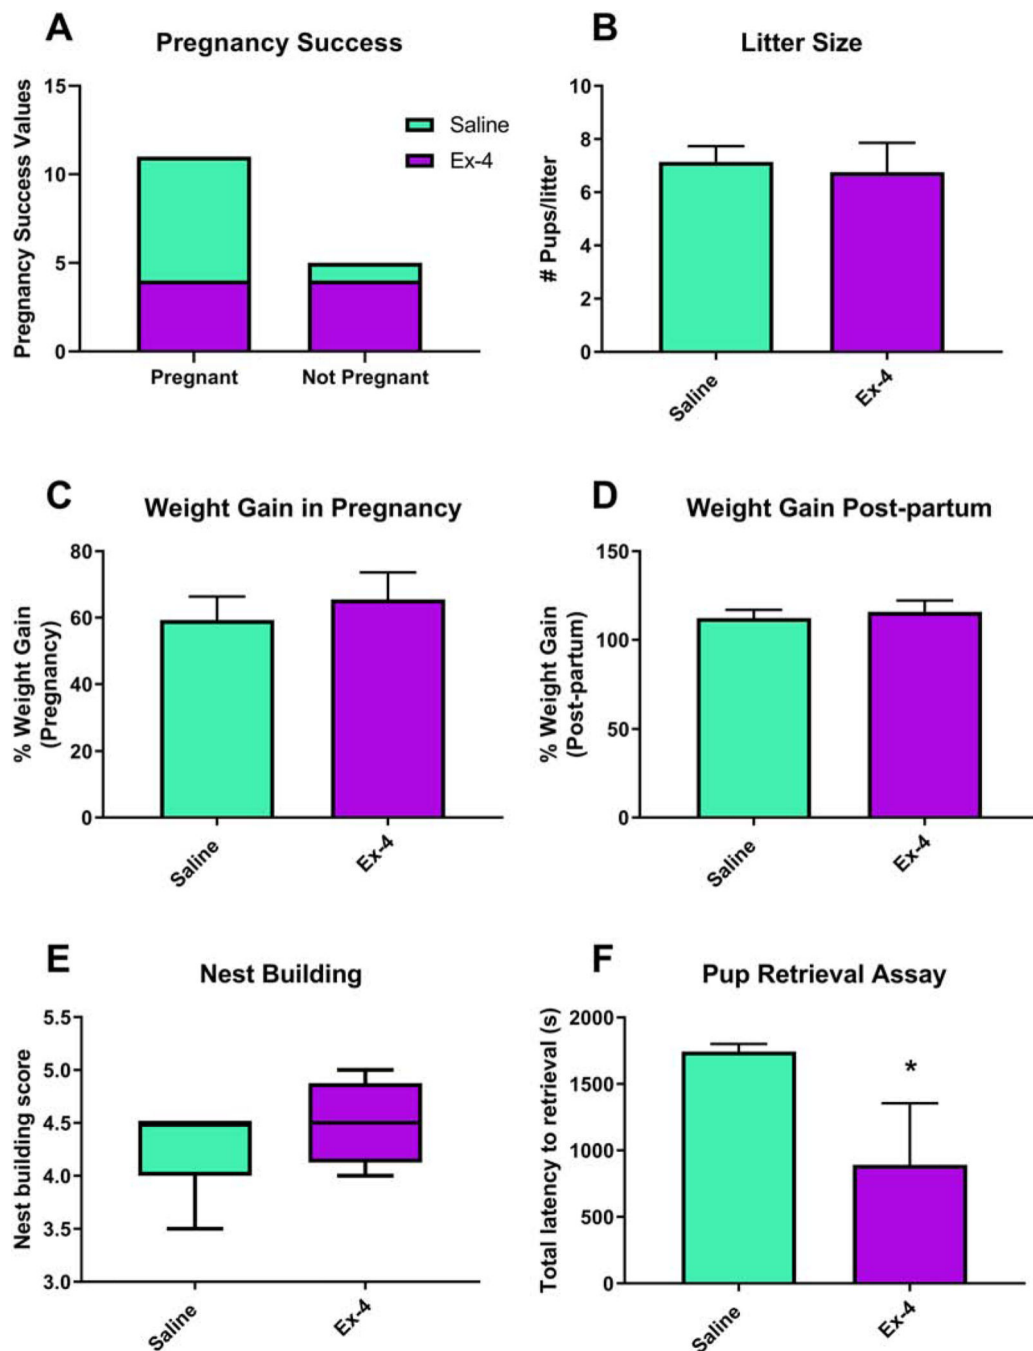 A
Pregnancy Success
Pregnancy Success Values
15
10
5
0
Saline
Ex-4
Pregnant
Not Pregnant
B
Litter Size
# Pups/litter
10
8
6
4
2
0
Saline
Ex-4
C
Weight Gain in Pregnancy
% Weight Gain
(Pregnancy)
80
60
40
20
0
Saline
Ex-4
D
Weight Gain Post-partum
% Weight Gain
(Post-partum)
150
100
50
0
Saline
Ex-4
E
Nest Building
Nest building score
5.5
5.0
4.5
4.0
3.5
3.0
Saline
Ex-4
F
Pup Retrieval Assay
Total latency to retrieval (s)
2000
1500
1000
500
0
*
Saline
Ex-4